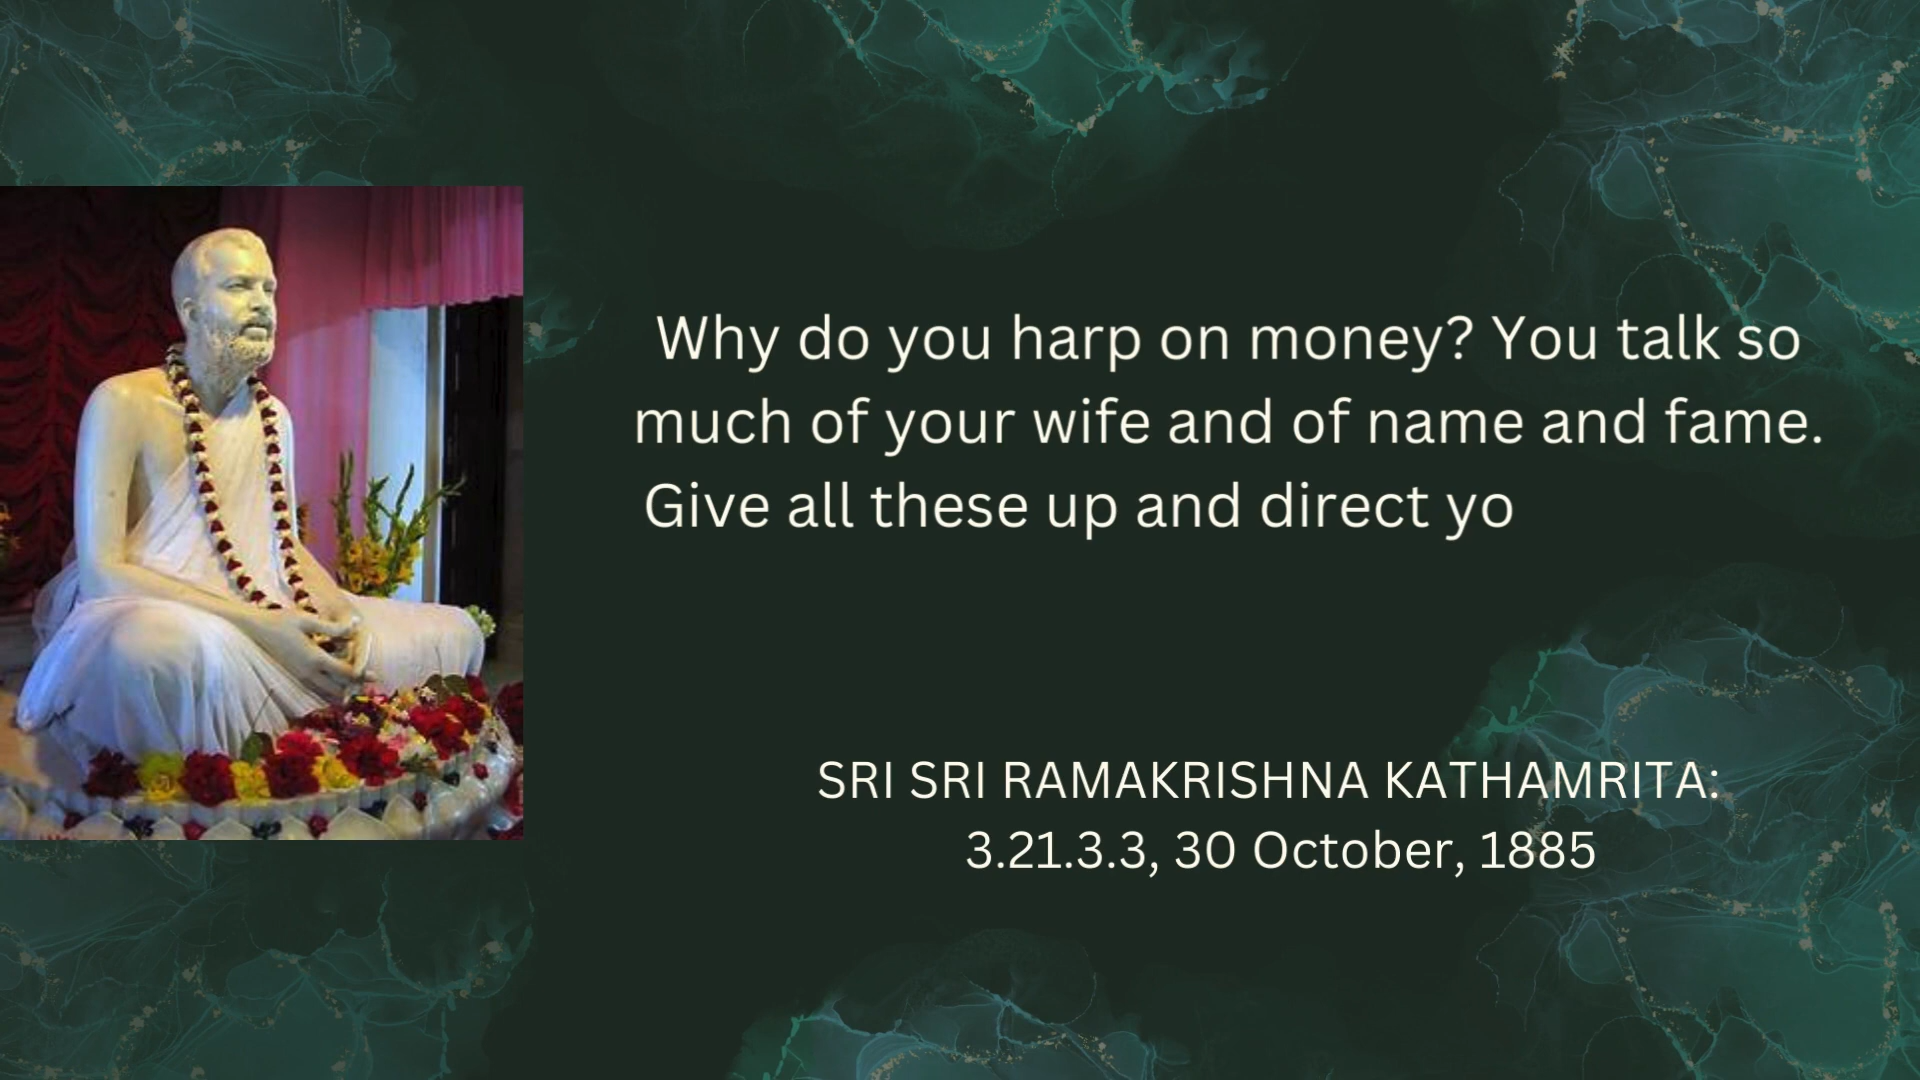 Why do you harp on money? You talk so
much of your wife and of name and fame.
Give all these up and direct yo
SRI SRI RAMAKRISHNA KATHAMRITA:
3.21.3.3, 30 October, 1885